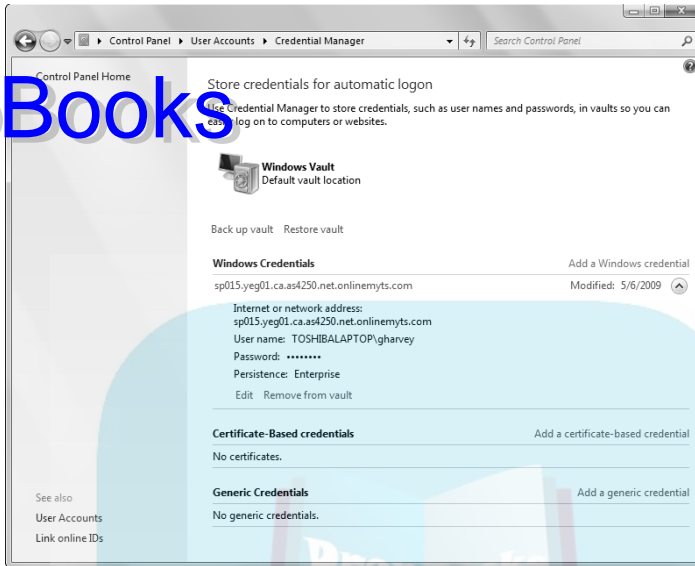 Control Panel ▸ User Accounts ▸ Credential Manager
Search Control Panel
Control Panel Home
Books
Store credentials for automatic logon
Use Credential Manager to store credentials, such as user names and passwords, in vaults so you can
easily log on to computers or websites.
Windows Vault
Default vault location
Back up vault Restore vault
Windows Credentials Add a Windows credential
sp015.yeg01.ca.as4250.net.onlinemyts.com Modified: 5/6/2009
Internet or network address:
sp015.yeg01.ca.as4250.net.onlinemyts.com
User name: TOSHIBALAPTOP\gharvey
Password: ••••••••
Persistence: Enterprise
Edit Remove from vault
Certificate-Based credentials Add a certificate-based credential
No certificates.
Generic Credentials Add a generic credential
No generic credentials.
See also
User Accounts
Link online IDs